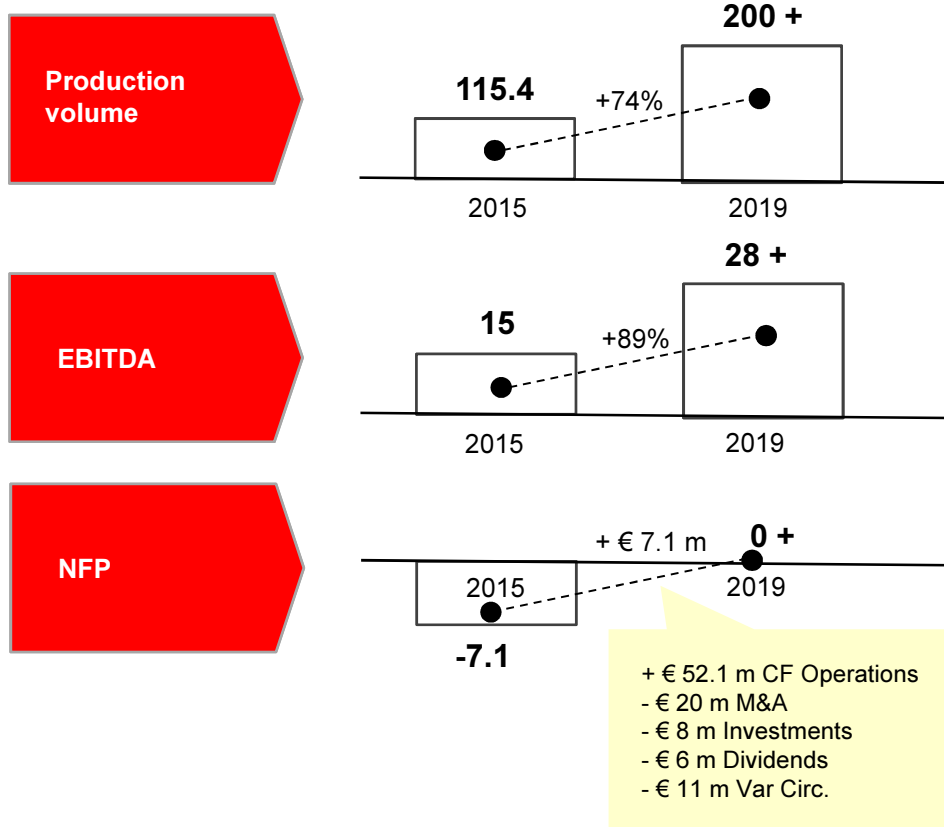 Production
volume
115.4
+74%
200 +
2015
2019
EBITDA
15
+89%
28 +
2015
2019
NFP
+ € 7.1 m
0 +
2015
2019
-7.1
+ € 52.1 m CF Operations
- € 20 m M&A
- € 8 m Investments
- € 6 m Dividends
- € 11 m Var Circ.